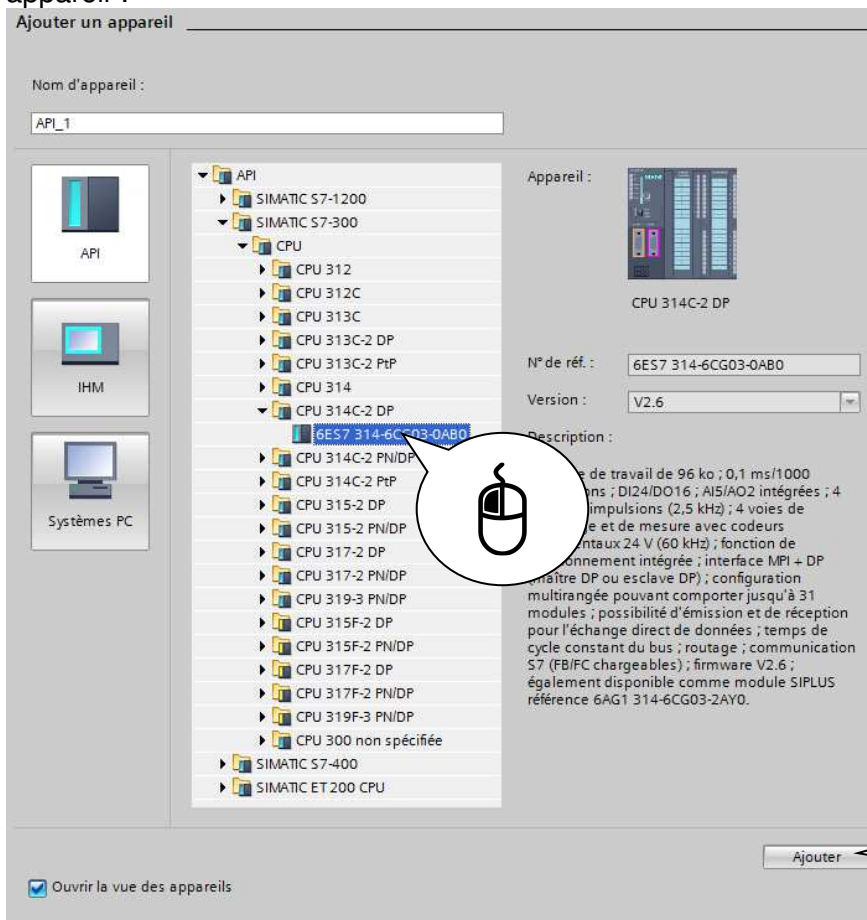 appareil :
Ajouter un appareil
Nom d'appareil :
API_1
API
IHM
Systèmes PC
API
SIMATIC S7-1200
SIMATIC S7-300
CPU
CPU 312
CPU 312C
CPU 313C
CPU 313C-2 DP
CPU 313C-2 PtP
CPU 314
CPU 314C-2 DP
6ES7 314-6CG03-0AB0
CPU 314C-2 PN/DP
CPU 314C-2 PtP
CPU 315-2 DP
CPU 315-2 PN/DP
CPU 317-2 DP
CPU 317-2 PN/DP
CPU 319-3 PN/DP
CPU 315F-2 DP
CPU 315F-2 PN/DP
CPU 317F-2 DP
CPU 317F-2 PN/DP
CPU 319F-3 PN/DP
CPU 300 non spécifiée
SIMATIC S7-400
SIMATIC ET 200 CPU
Appareil :
CPU 314C-2 DP
N° de réf. :
6ES7 314-6CG03-0AB0
Version :
V2.6
Description :
de travail de 96 ko ; 0,1 ms/1000
; DI24/DO16 ; AI5/AO2 intégrées ; 4
(2,5 kHz) ; 4 voies de
et de mesure avec codeurs
24 V (60 kHz) ; fonction de
intégrée ; interface MPI + DP
DP ou esclave DP) ; configuration
multirangée pouvant comporter jusqu'à 31
modules ; possibilité d'émission et de réception
pour l'échange direct de données ; temps de
cycle constant du bus ; routage ; communication
S7 (FB/FC chargeables) ; firmware V2.6 ;
également disponible comme module SIPLUS
référence 6AG1 314-6CG03-2AY0.
Ajouter
Ouvrir la vue des appareils